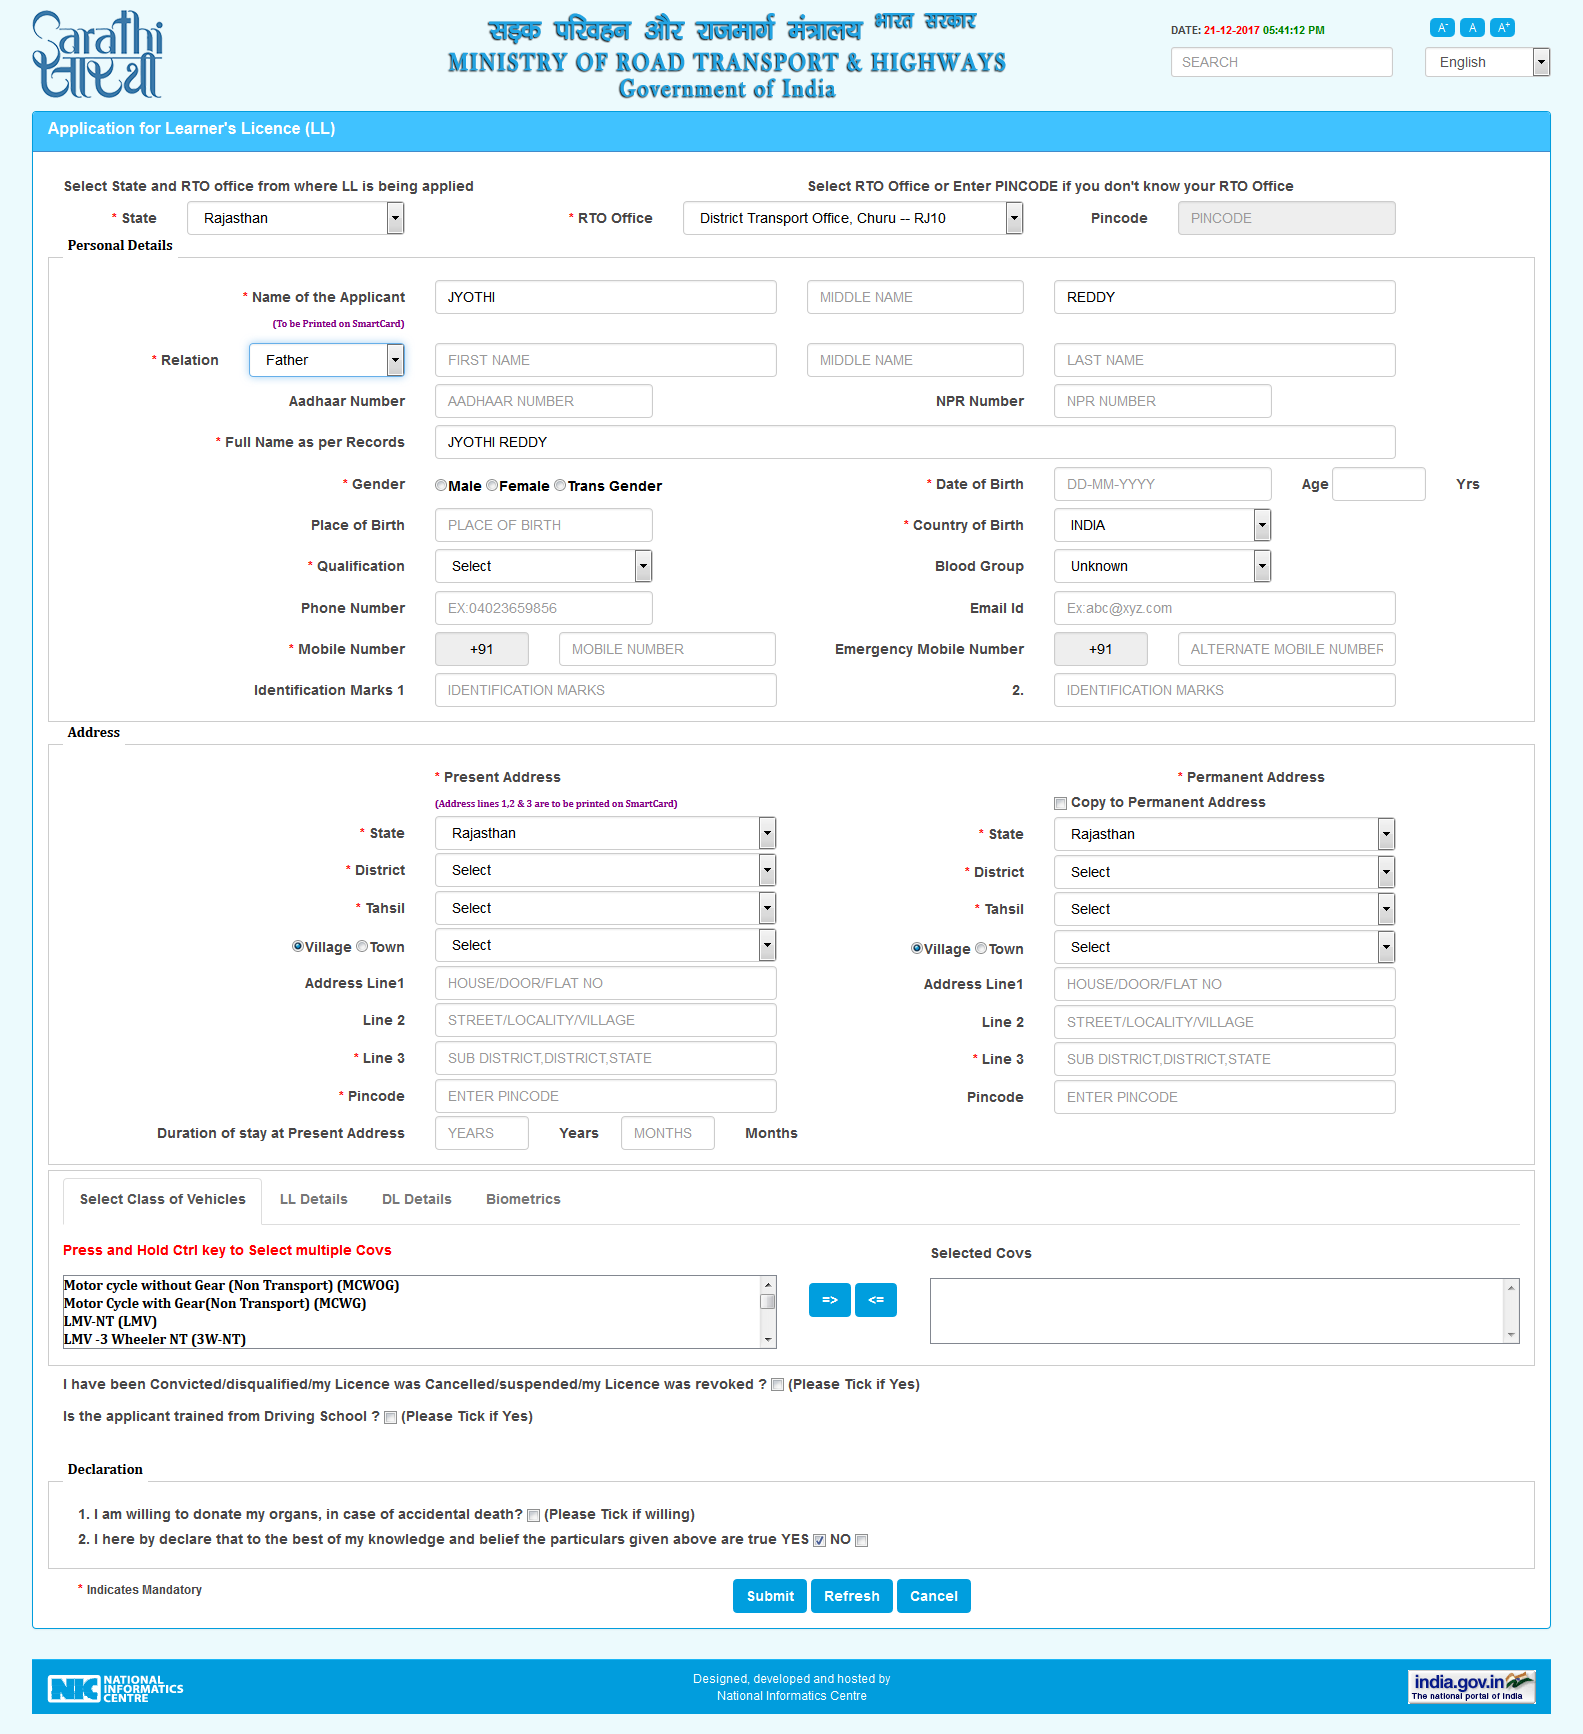 Sarathi
सारथी
सड़क परिवहन और राजमार्ग मंत्रालय भारत सरकार
MINISTRY OF ROAD TRANSPORT & HIGHWAYS
Government of India
DATE: 21-12-2017 05:41:12 PM
A- A A+
SEARCH English
Application for Learner's Licence (LL)
Select State and RTO office from where LL is being applied Select RTO Office or Enter PINCODE if you don't know your RTO Office
* State Rajasthan * RTO Office District Transport Office, Churu -- RJ10 Pincode PINCODE
Personal Details
* Name of the Applicant JYOTHI MIDDLE NAME REDDY
(To be Printed on SmartCard)
* Relation Father FIRST NAME MIDDLE NAME LAST NAME
Aadhaar Number AADHAAR NUMBER NPR Number NPR NUMBER
* Full Name as per Records JYOTHI REDDY
* Gender Male Female Trans Gender * Date of Birth DD-MM-YYYY Age Yrs
Place of Birth PLACE OF BIRTH * Country of Birth INDIA
* Qualification Select Blood Group Unknown
Phone Number EX:04023659856 Email Id Ex:abc@xyz.com
* Mobile Number +91 MOBILE NUMBER Emergency Mobile Number +91 ALTERNATE MOBILE NUMBER
Identification Marks 1 IDENTIFICATION MARKS 2. IDENTIFICATION MARKS
Address
* Present Address * Permanent Address
(Address lines 1,2 & 3 are to be printed on SmartCard) Copy to Permanent Address
* State Rajasthan * State Rajasthan
* District Select * District Select
* Tahsil Select * Tahsil Select
Village Town Select Village Town Select
Address Line1 HOUSE/DOOR/FLAT NO Address Line1 HOUSE/DOOR/FLAT NO
Line 2 STREET/LOCALITY/VILLAGE Line 2 STREET/LOCALITY/VILLAGE
* Line 3 SUB DISTRICT,DISTRICT,STATE * Line 3 SUB DISTRICT,DISTRICT,STATE
* Pincode ENTER PINCODE Pincode ENTER PINCODE
Duration of stay at Present Address YEARS Years MONTHS Months
Select Class of Vehicles LL Details DL Details Biometrics
Press and Hold Ctrl key to Select multiple Covs Selected Covs
Motor cycle without Gear (Non Transport) (MCWOG)
Motor Cycle with Gear(Non Transport) (MCWG)
LMV-NT (LMV)
LMV -3 Wheeler NT (3W-NT)
=> <=
I have been Convicted/disqualified/my Licence was Cancelled/suspended/my Licence was revoked ? (Please Tick if Yes)
Is the applicant trained from Driving School ? (Please Tick if Yes)
Declaration
1. I am willing to donate my organs, in case of accidental death? (Please Tick if willing)
2. I here by declare that to the best of my knowledge and belief the particulars given above are true YES NO
* Indicates Mandatory
Submit Refresh Cancel
NIC NATIONAL INFORMATICS CENTRE
Designed, developed and hosted by
National Informatics Centre
india.gov.in
The national portal of India